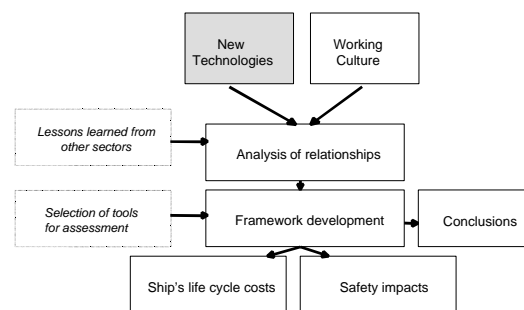 New
Technologies
Working
Culture
Lessons learned from
other sectors
Analysis of relationships
Selection of tools
for assessment
Framework development
Conclusions
Ship's life cycle costs
Safety impacts